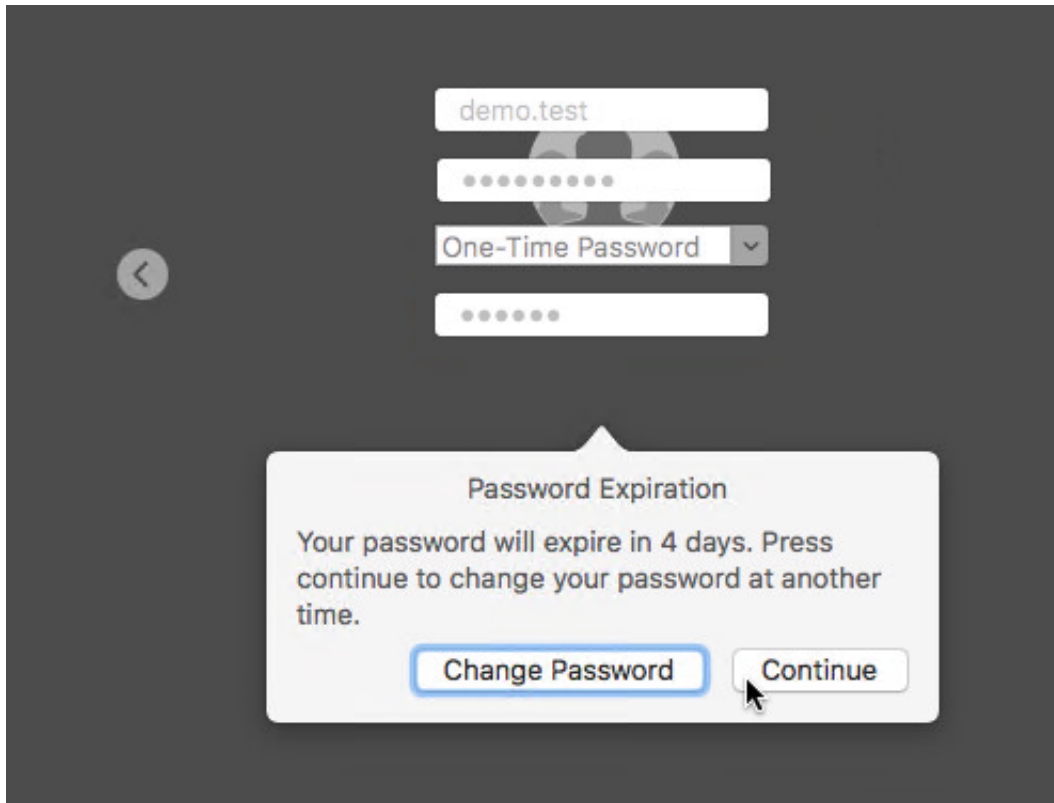 demo.test
•••••••••
One-Time Password
••••••
Password Expiration
Your password will expire in 4 days. Press
continue to change your password at another
time.
Change Password
Continue